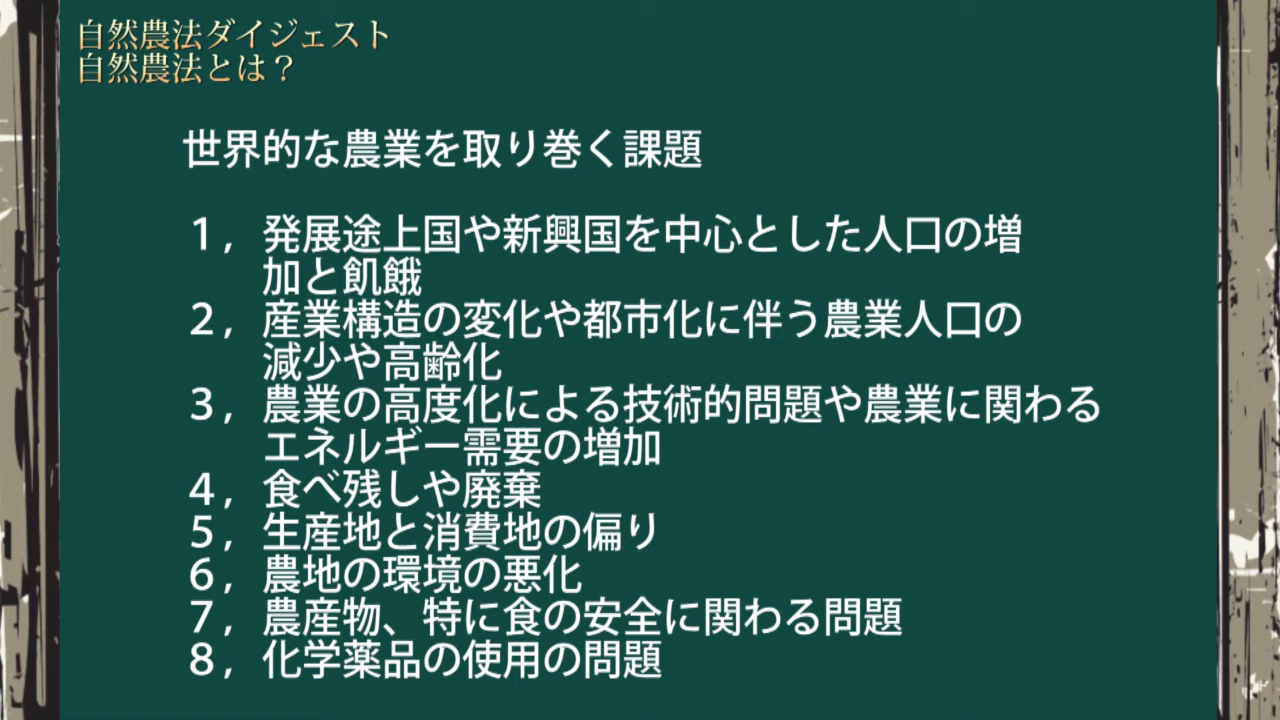 自然農法ダイジェスト
自然農法とは？
世界的な農業を取り巻く課題
１，発展途上国や新興国を中心とした人口の増
加と飢餓
２，産業構造の変化や都市化に伴う農業人口の
減少や高齢化
３，農業の高度化による技術的問題や農業に関わる
エネルギー需要の増加
４，食べ残しや廃棄
５，生産地と消費地の偏り
６，農地の環境の悪化
７，農産物、特に食の安全に関わる問題
８，化学薬品の使用の問題